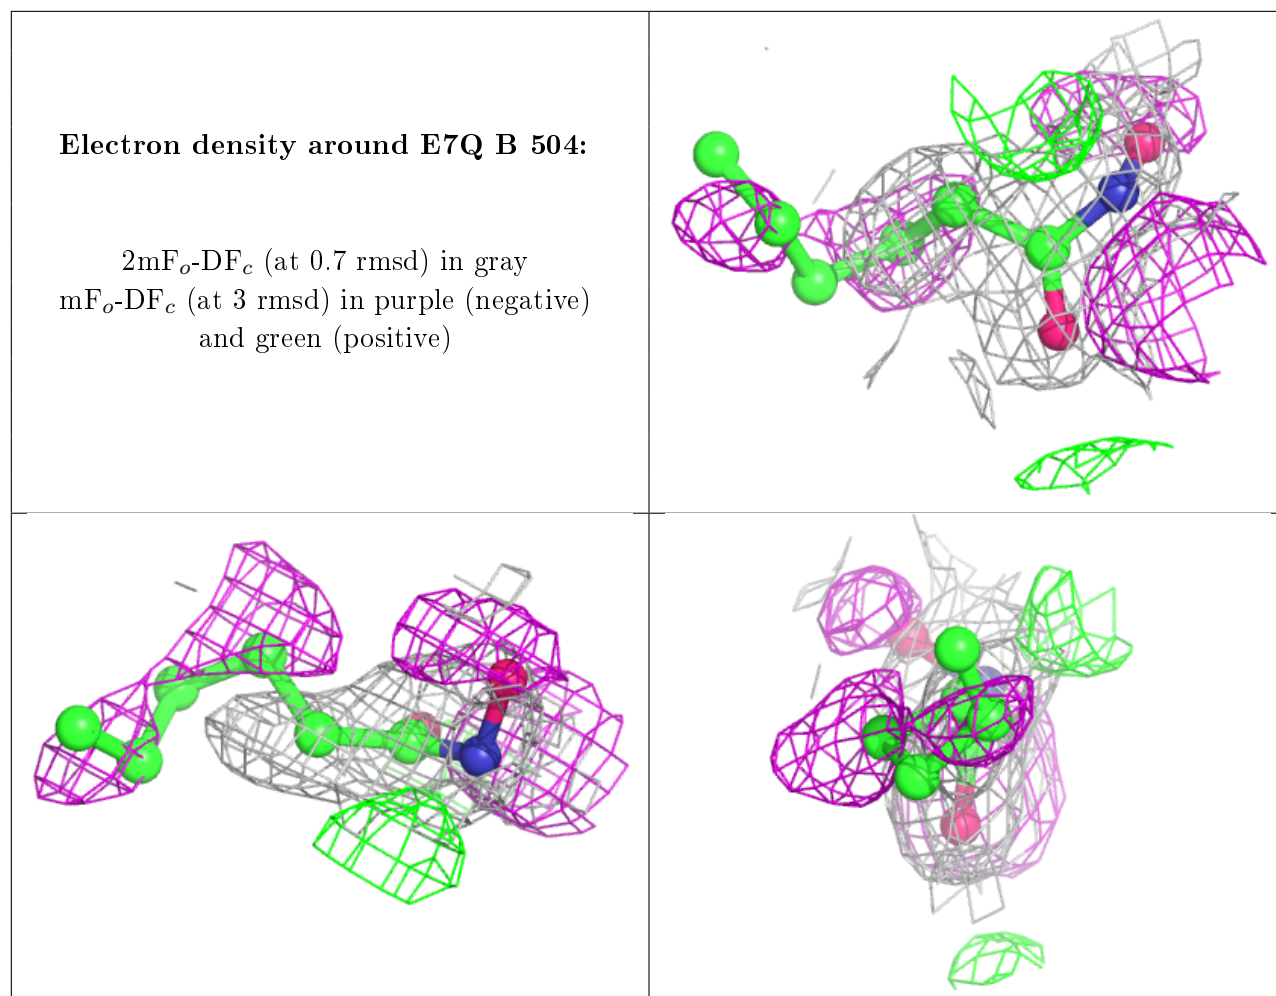 Electron density around E7Q B 504:
2mFo-DFc (at 0.7 rmsd) in gray
mFo-DFc (at 3 rmsd) in purple (negative)
and green (positive)